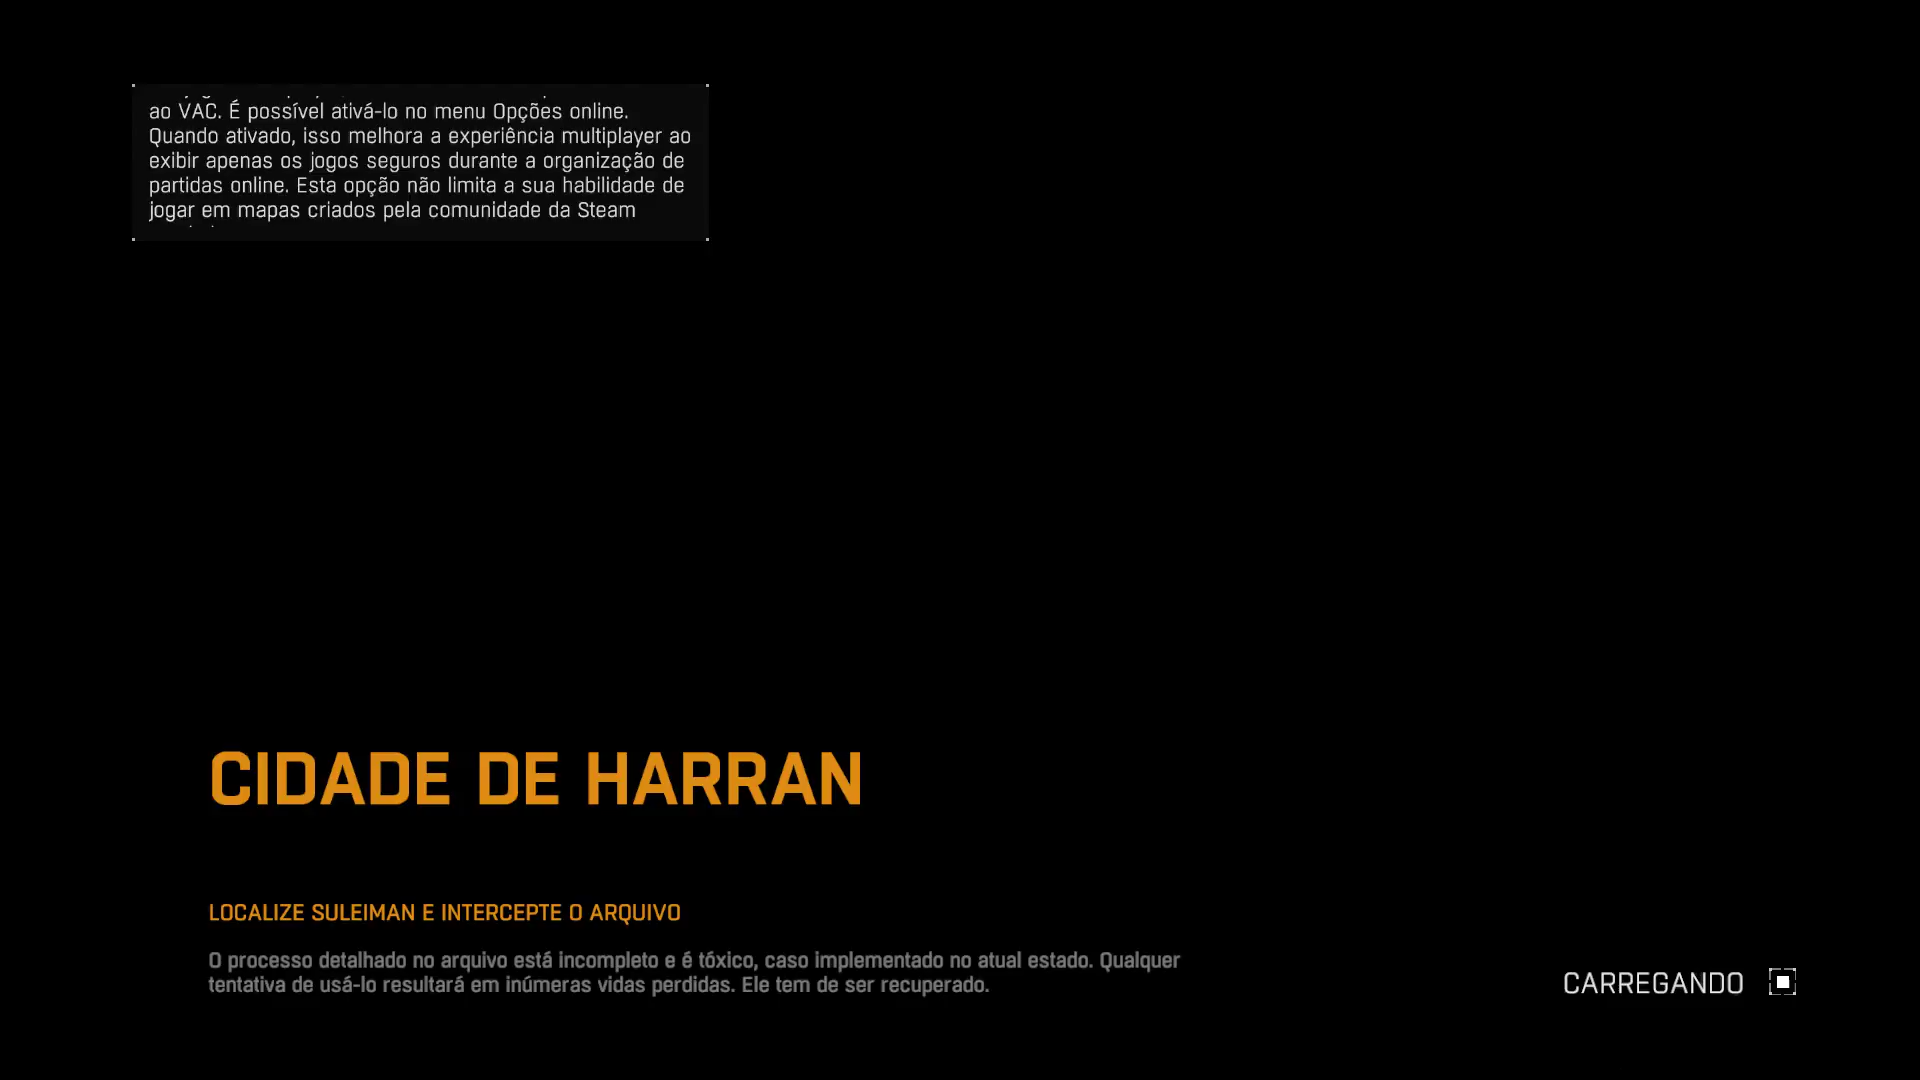 ao VAC. É possível ativá-lo no menu Opções online.
Quando ativado, isso melhora a experiência multiplayer ao
exibir apenas os jogos seguros durante a organização de
partidas online. Esta opção não limita a sua habilidade de
jogar em mapas criados pela comunidade da Steam
CIDADE DE HARRAN
LOCALIZE SULEIMAN E INTERCEPTE O ARQUIVO
O processo detalhado no arquivo está incompleto e é tóxico, caso implementado no atual estado. Qualquer
tentativa de usá-lo resultará em inúmeras vidas perdidas. Ele tem de ser recuperado.
CARREGANDO